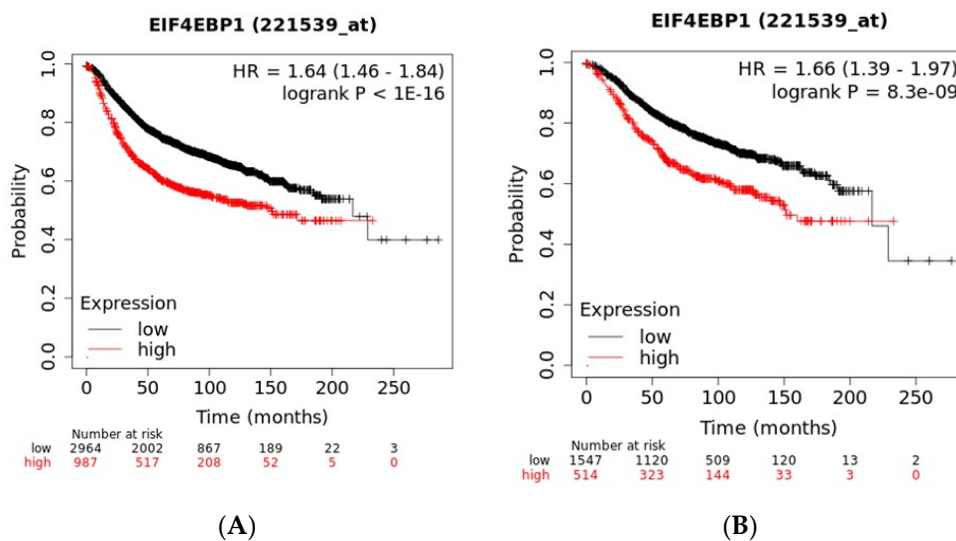 EIF4EBP1 (221539_at)
HR = 1.64 (1.46 - 1.84)
logrank P < 1E-16
Probability
1.0
0.8
0.6
0.4
0.2
0.0
Expression
low
high
0 50 100 150 200 250
Time (months)
Number at risk
low 2964 2002 867 189 22 3
high 987 517 208 52 5 0
(A)
EIF4EBP1 (221539_at)
HR = 1.66 (1.39 - 1.97)
logrank P = 8.3e-09
Probability
1.0
0.8
0.6
0.4
0.2
0.0
Expression
low
high
0 50 100 150 200 250
Time (months)
Number at risk
low 1547 1120 509 120 13 2
high 514 323 144 33 3 0
(B)